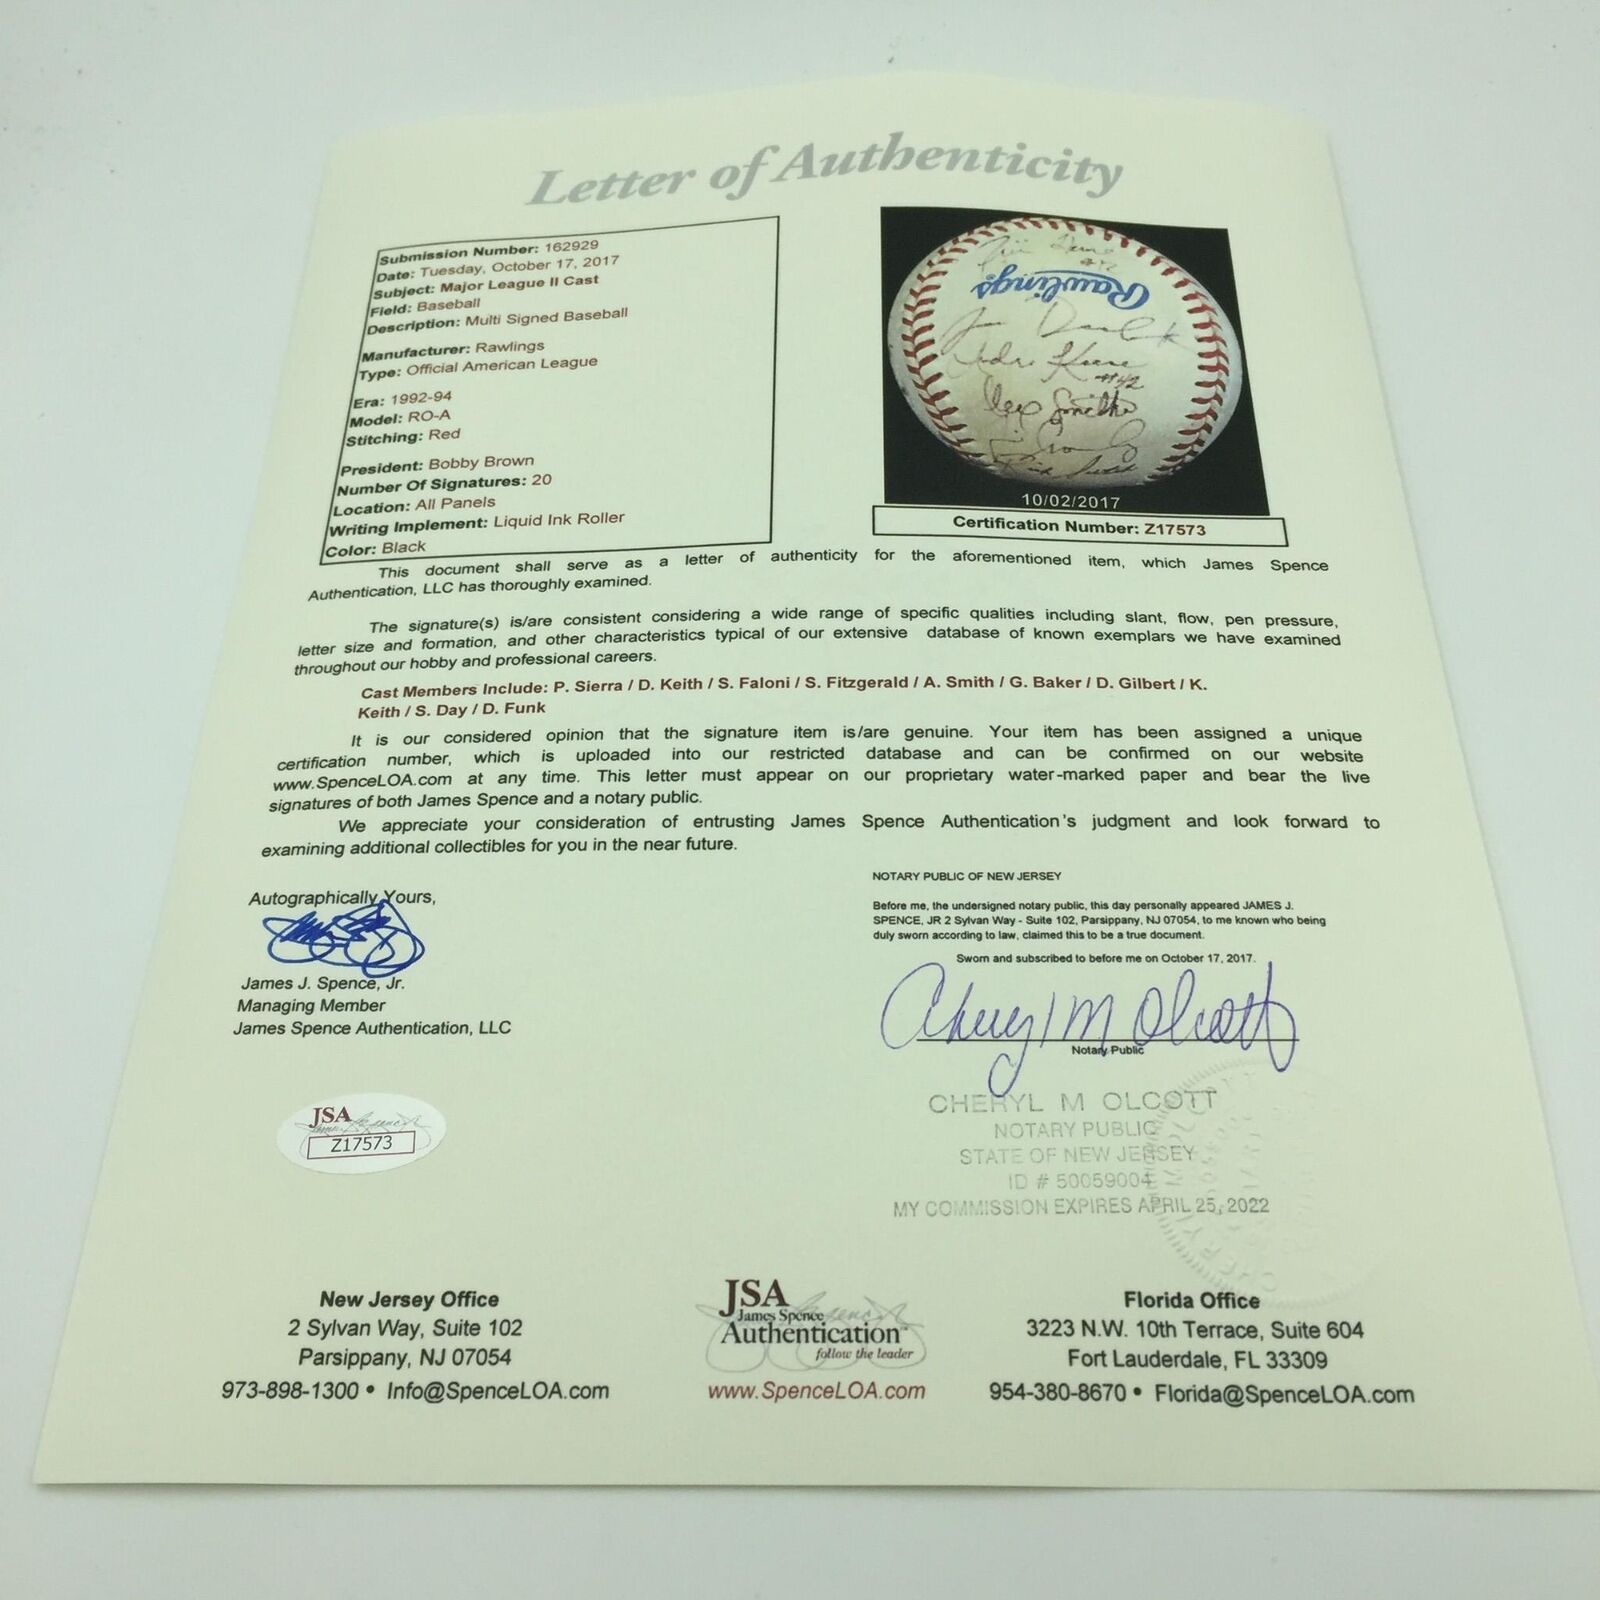 Letter of Authenticity
Submission Number: 162929
Date: Tuesday, October 17, 2017
Subject: Major League II Cast
Field: Baseball
Description: Multi Signed Baseball
Manufacturer: Rawlings
Type: Official American League
Era: 1992-94
Model: RO-A
Stitching: Red
President: Bobby Brown
Number Of Signatures: 20
Location: All Panels
Writing Implement: Liquid Ink Roller
Color: Black
Rawlings
#42
10/02/2017
Certification Number: Z17573
This document shall serve as a letter of authenticity for the aforementioned item, which James Spence
Authentication, LLC has thoroughly examined.
The signature(s) is/are consistent considering a wide range of specific qualities including slant, flow, pen pressure,
letter size and formation, and other characteristics typical of our extensive database of known exemplars we have examined
throughout our hobby and professional careers.
Cast Members Include: P. Sierra / D. Keith / S. Faloni / S. Fitzgerald / A. Smith / G. Baker / D. Gilbert / K.
Keith / S. Day / D. Funk
It is our considered opinion that the signature item is/are genuine. Your item has been assigned a unique
certification number, which is uploaded into our restricted database and can be confirmed on our website
www.SpenceLOA.com at any time. This letter must appear on our proprietary water-marked paper and bear the live
signatures of both James Spence and a notary public.
We appreciate your consideration of entrusting James Spence Authentication's judgment and look forward to
examining additional collectibles for you in the near future.
Autographically Yours,
James J. Spence, Jr.
Managing Member
James Spence Authentication, LLC
NOTARY PUBLIC OF NEW JERSEY
Before me, the undersigned notary public, this day personally appeared JAMES J.
SPENCE, JR 2 Sylvan Way - Suite 102, Parsippany, NJ 07054, to me known who being
duly sworn according to law, claimed this to be a true document.
Sworn and subscribed to before me on October 17, 2017.
Cheryl M Olcott
Notary Public
CHERYL M OLCOTT
NOTARY PUBLIC
STATE OF NEW JERSEY
ID # 50059004
MY COMMISSION EXPIRES APRIL 25, 2022
JSA
Z17573
New Jersey Office
2 Sylvan Way, Suite 102
Parsippany, NJ 07054
973-898-1300 • Info@SpenceLOA.com
JSA
James Spence
Authentication
follow the leader
www.SpenceLOA.com
Florida Office
3223 N.W. 10th Terrace, Suite 604
Fort Lauderdale, FL 33309
954-380-8670 • Florida@SpenceLOA.com